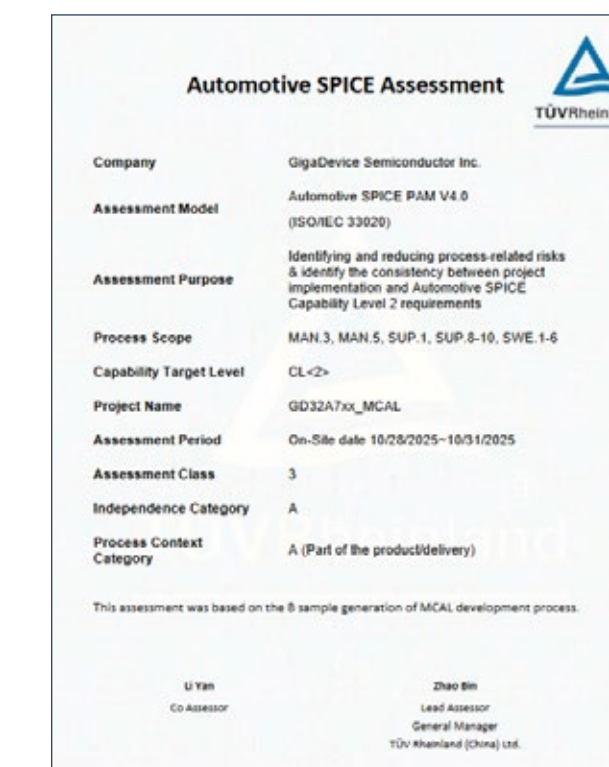 Automotive SPICE Assessment
TÜVRhein
Company GigaDevice Semiconductor Inc.
Assessment Model Automotive SPICE PAM V4.0
(ISO/IEC 33020)
Assessment Purpose Identifying and reducing process-related risks
& identify the consistency between project
implementation and Automotive SPICE
Capability Level 2 requirements
Process Scope MAN.3, MAN.5, SUP.1, SUP.8-10, SWE.1-6
Capability Target Level CL<2>
Project Name GD32A7xx_MCAL
Assessment Period On-Site date 10/28/2025~10/31/2025
Assessment Class 3
Independence Category A
Process Context
Category A (Part of the product/delivery)
This assessment was based on the B sample generation of MCAL development process.
Li Yan
Co Assessor
Zhao Bin
Lead Assessor
General Manager
TÜV Rheinland (China) Ltd.
TÜVRheinland